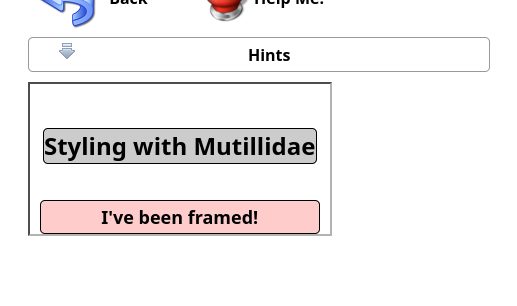 Back Help Me!
Hints
Styling with Mutillidae
I've been framed!